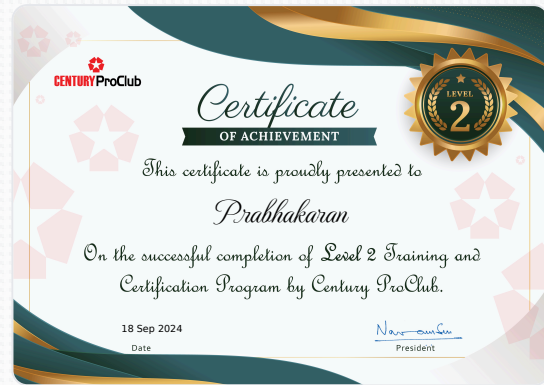 CENTURY ProClub
LEVEL
2
Certificate
OF ACHIEVEMENT
This certificate is proudly presented to
Prabhakaran
On the successful completion of Level 2 Training and
Certification Program by Century ProClub.
18 Sep 2024
Date
President